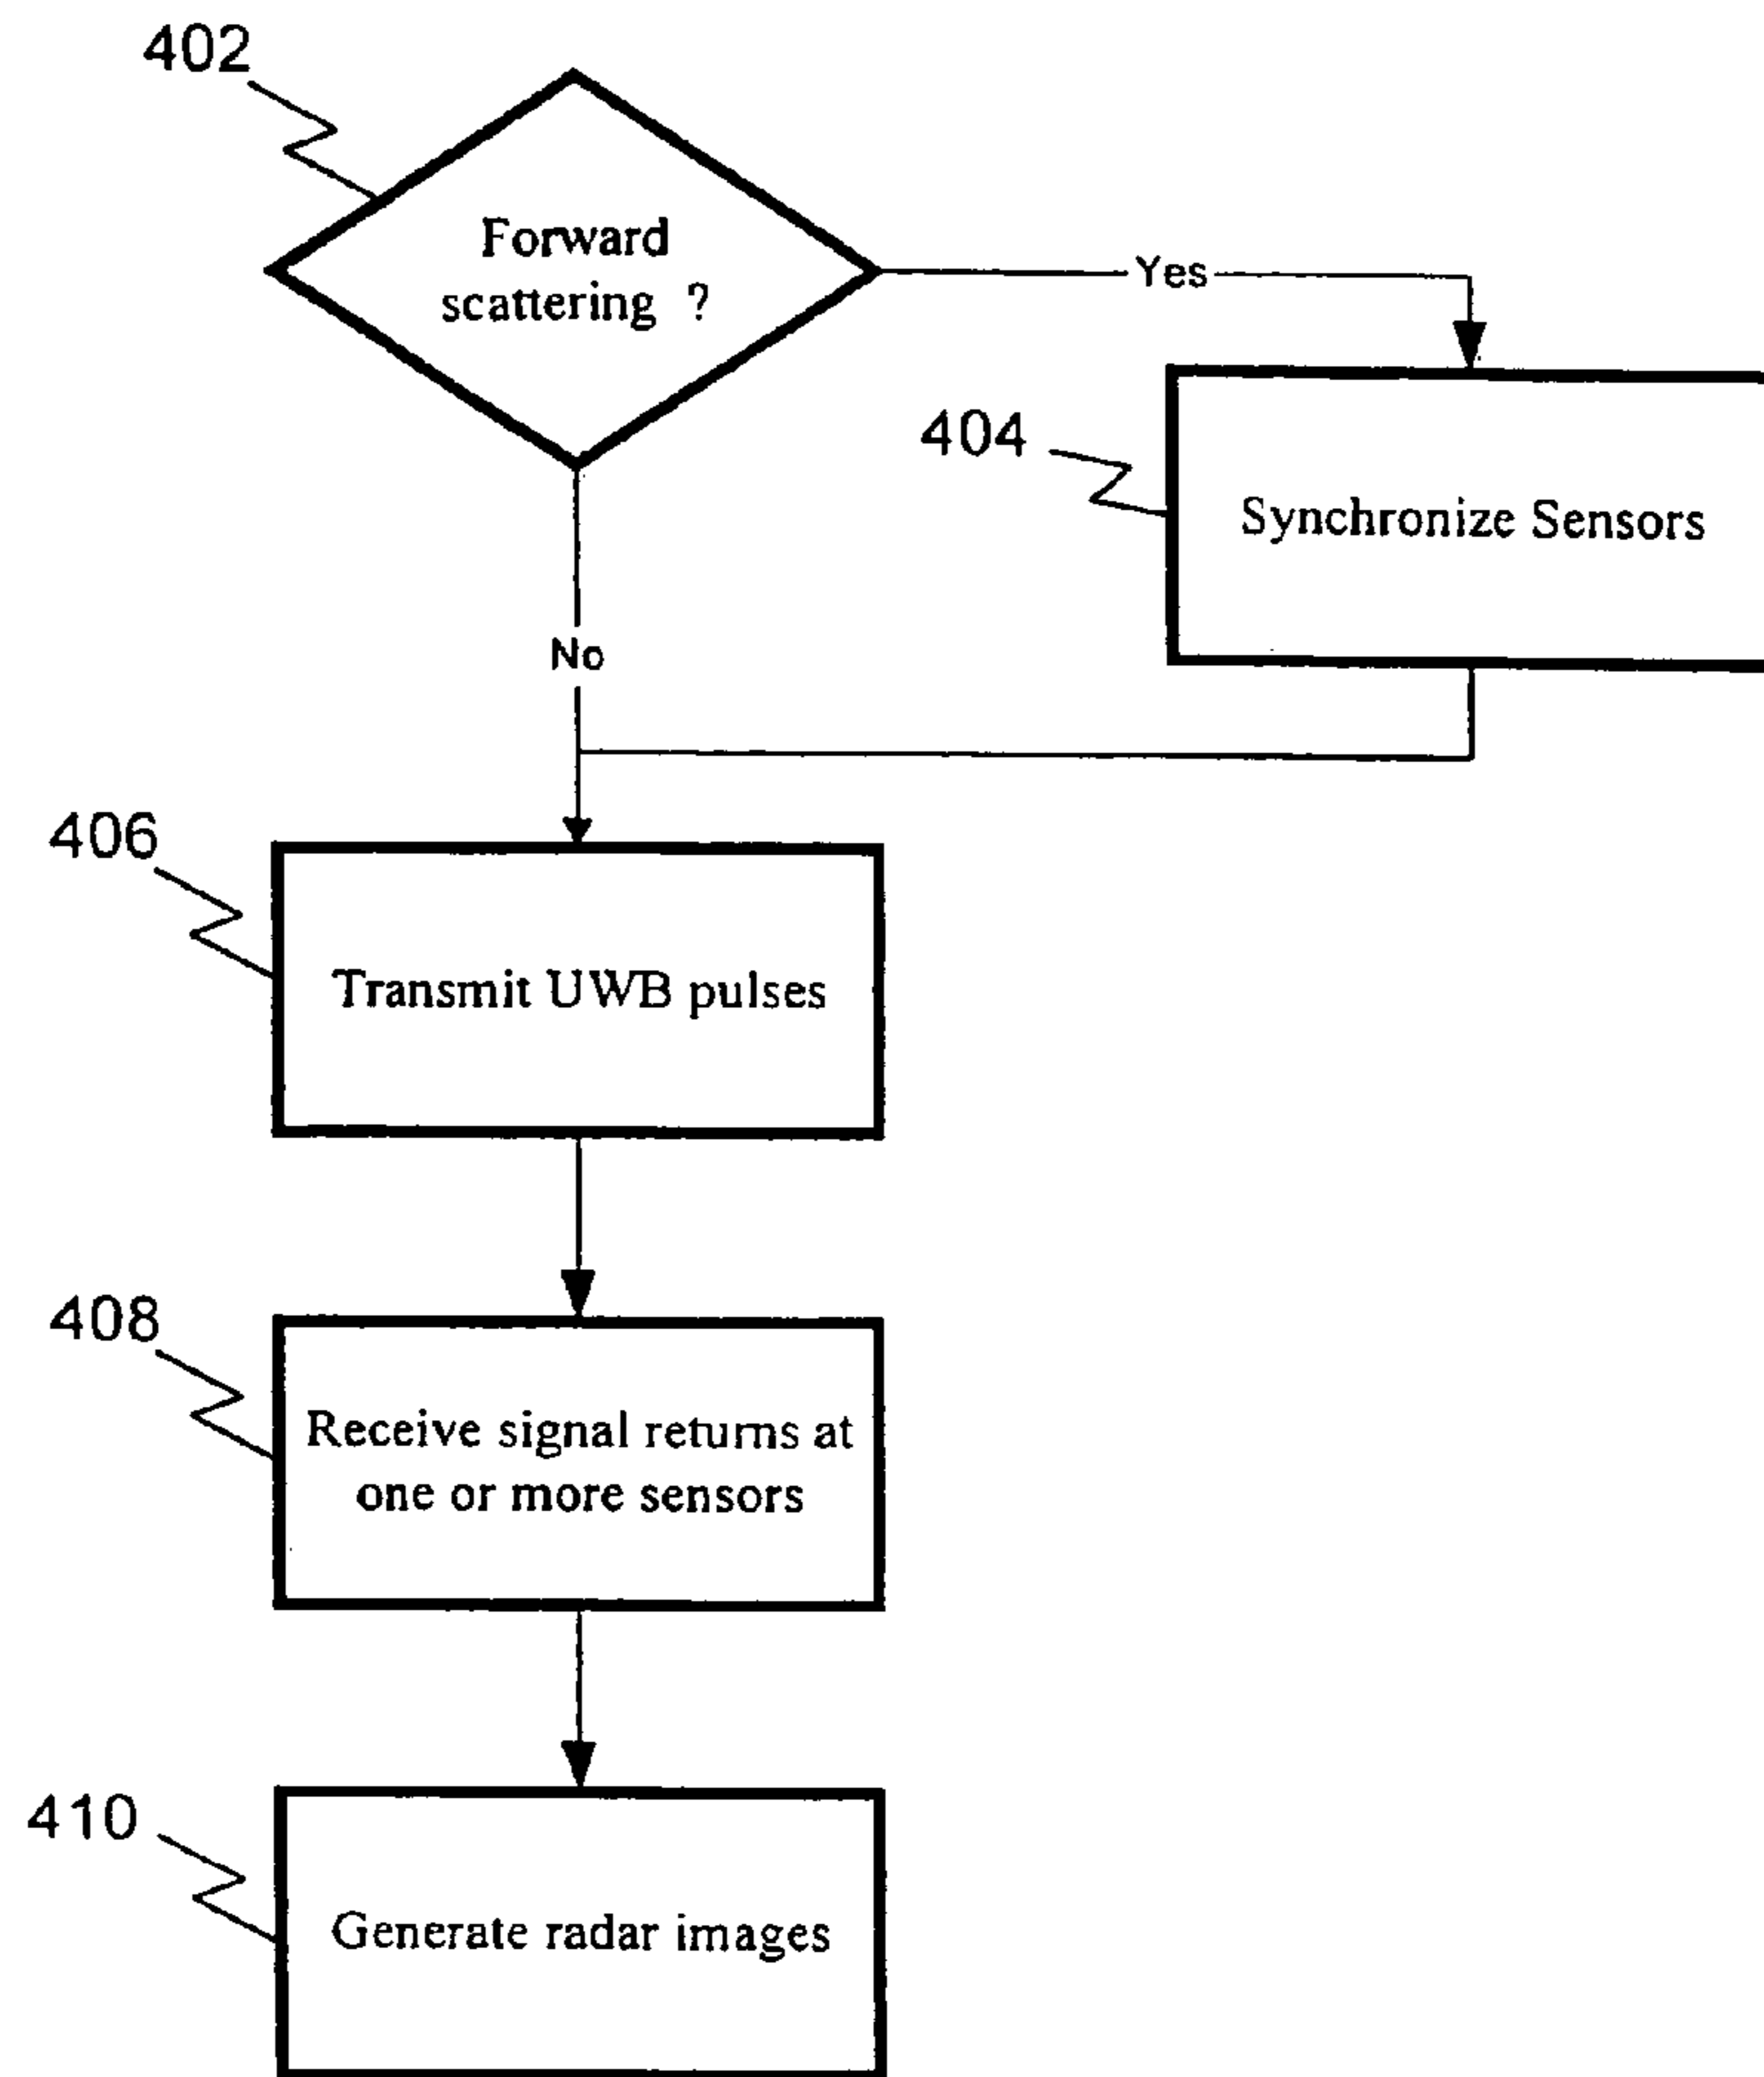 402
Forward
scattering ?
Yes
404
Synchronize Sensors
No
406
Transmit UWB pulses
408
Receive signal returns at
one or more sensors
410
Generate radar images